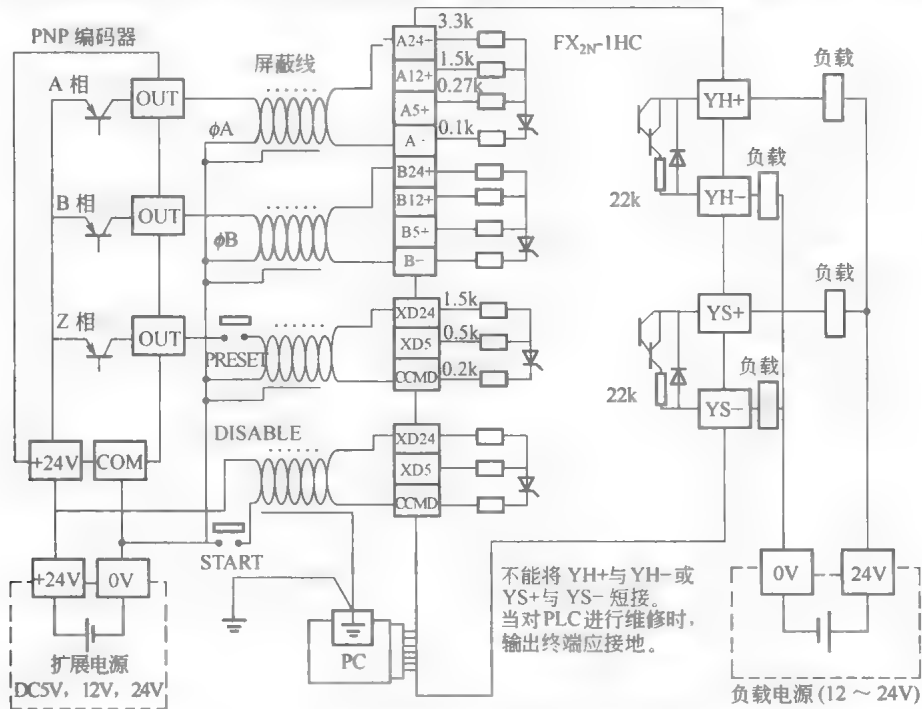 PNP 编码器
A 相
OUT
B 相
OUT
Z 相
OUT
+24V
COM
+24V
0V
扩展电源
DC5V，12V，24V
屏蔽线
ϕA
ϕB
PRESET
DISABLE
START
PC
A24+
3.3k
A12+
1.5k
A5+
0.27k
A-
0.1k
B24+
B12+
B5+
B-
XD24
1.5k
XD5
0.5k
CCMD
0.2k
XD24
XD5
CCMD
FX2N-1HC
YH+
负载
22k
YH-
负载
YS+
负载
22k
YS-
负载
不能将 YH+与 YH-或
YS+与 YS- 短接。
当对PLC进行维修时，
输出终端应接地。
0V
24V
负载电源 (12 ～ 24V)